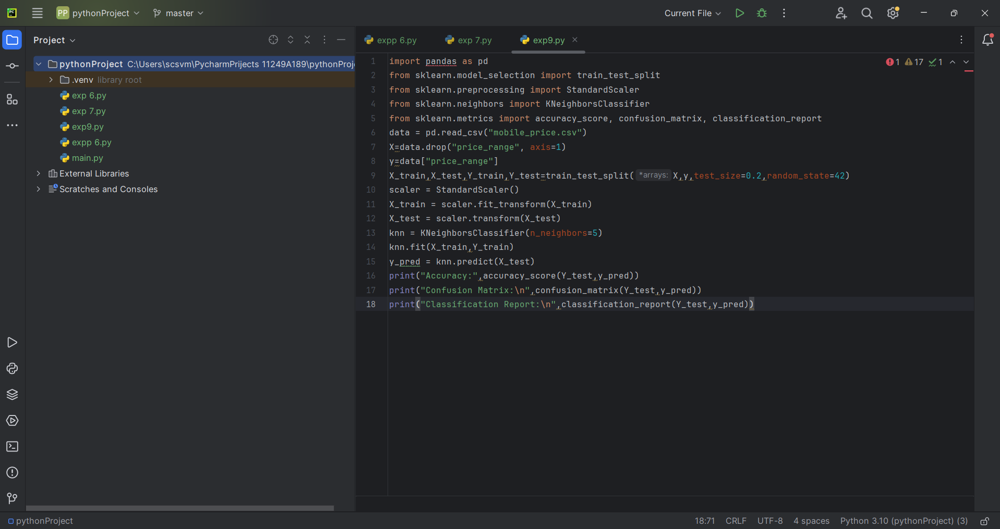 PC
PP pythonProject master Current File
Project
pythonProject C:\Users\scsvm\PycharmPrijects 11249A189\pythonProj
.venv library root
exp 6.py
exp 7.py
exp9.py
expp 6.py
main.py
External Libraries
Scratches and Consoles
expp 6.py exp 7.py exp9.py
1 17 1
1 import pandas as pd
2 from sklearn.model_selection import train_test_split
3 from sklearn.preprocessing import StandardScaler
4 from sklearn.neighbors import KNeighborsClassifier
5 from sklearn.metrics import accuracy_score, confusion_matrix, classification_report
6 data = pd.read_csv("mobile_price.csv")
7 X=data.drop("price_range", axis=1)
8 y=data["price_range"]
9 X_train,X_test,Y_train,Y_test=train_test_split( *arrays: X,y,test_size=0.2,random_state=42)
10 scaler = StandardScaler()
11 X_train = scaler.fit_transform(X_train)
12 X_test = scaler.transform(X_test)
13 knn = KNeighborsClassifier(n_neighbors=5)
14 knn.fit(X_train,Y_train)
15 y_pred = knn.predict(X_test)
16 print("Accuracy:",accuracy_score(Y_test,y_pred))
17 print("Confusion Matrix:\n",confusion_matrix(Y_test,y_pred))
18 print("Classification Report:\n",classification_report(Y_test,y_pred))
pythonProject 18:71 CRLF UTF-8 4 spaces Python 3.10 (pythonProject) (3)